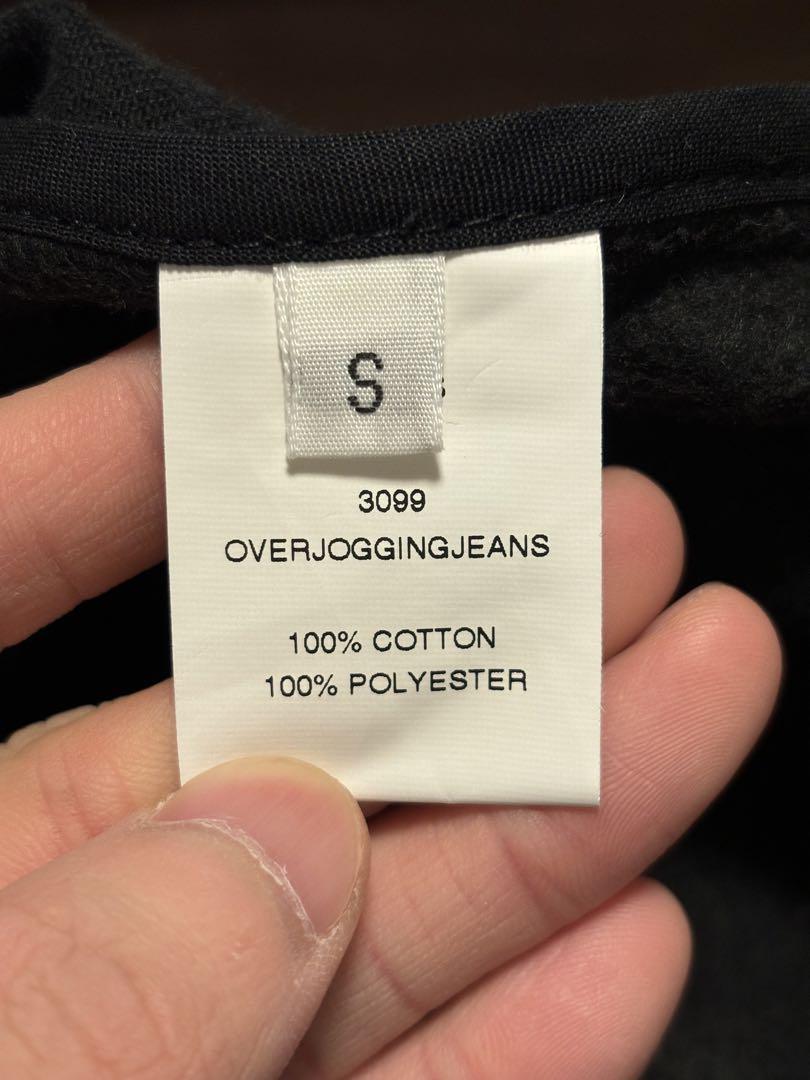 S
3099
OVERJOGGINGJEANS
100% COTTON
100% POLYESTER